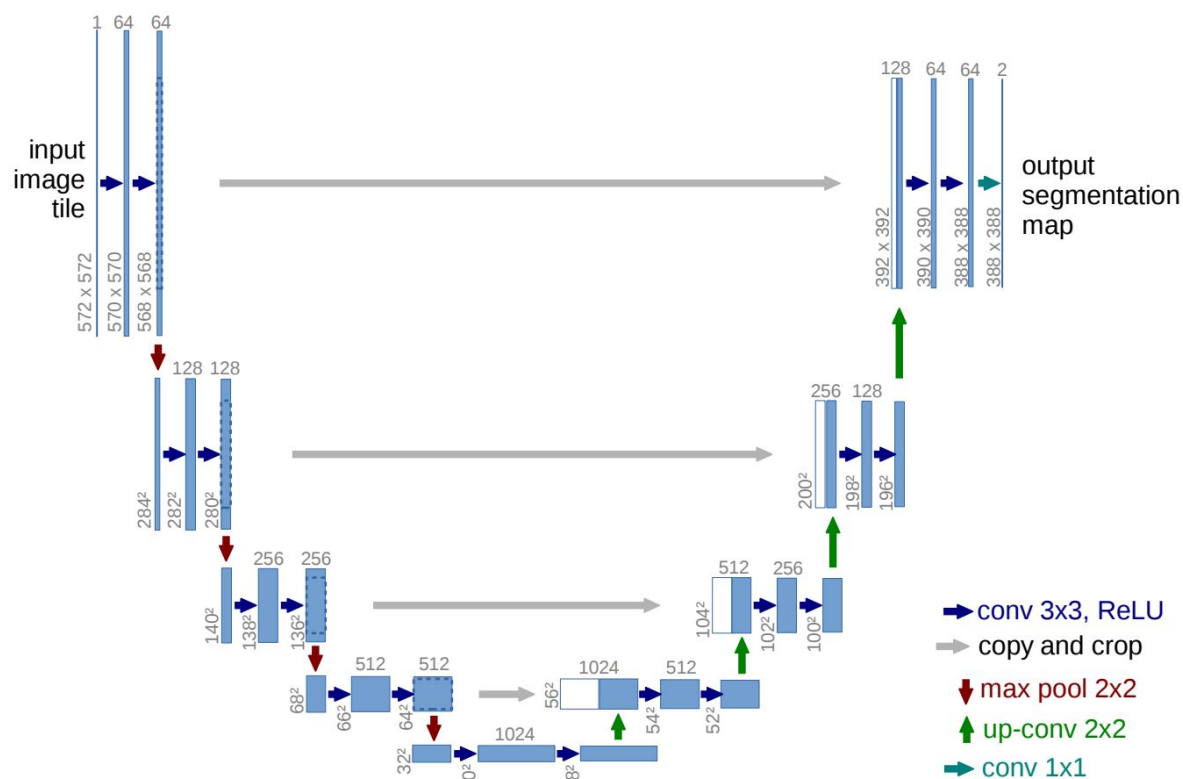 1 64 64
input
image
tile
572 x 572
570 x 570
568 x 568
128 64 64 2
output
segmentation
map
392 x 392
390 x 390
388 x 388
388 x 388
128 128
284²
282²
280²
256 128
200²
198²
196²
256 256
140²
138²
136²
512 256
104²
102²
100²
512 512
68²
66²
64²
1024 512
56²
54²
52²
1024
32²
conv 3x3, ReLU
copy and crop
max pool 2x2
up-conv 2x2
conv 1x1